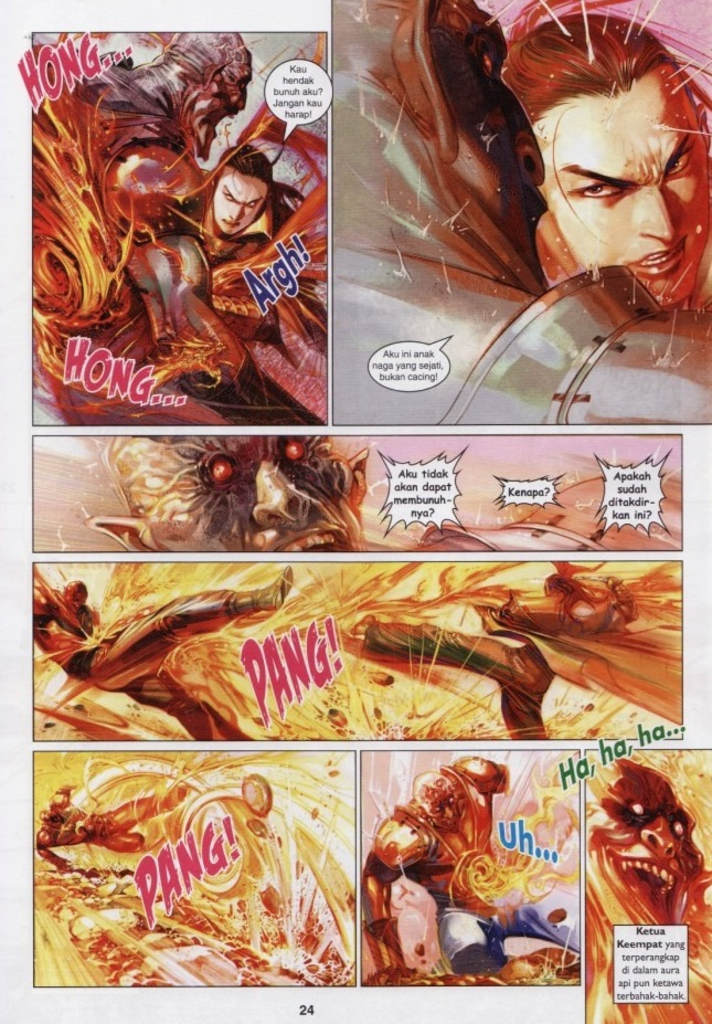 HONG...
Kau
hendak
bunuh aku?
Jangan kau
harap!
Argh!
HONG...
Aku ini anak
naga yang sejati,
bukan cacing!
Aku tidak
akan dapat
membunuh-
nya?
Kenapa?
Apakah
sudah
ditakdir-
kan ini?
PANG!
PANG!
Uh...
Ha, ha, ha...
Ketua
Keempat yang
terperangkap
di dalam aura
api pun ketawa
terbahak-bahak.
24